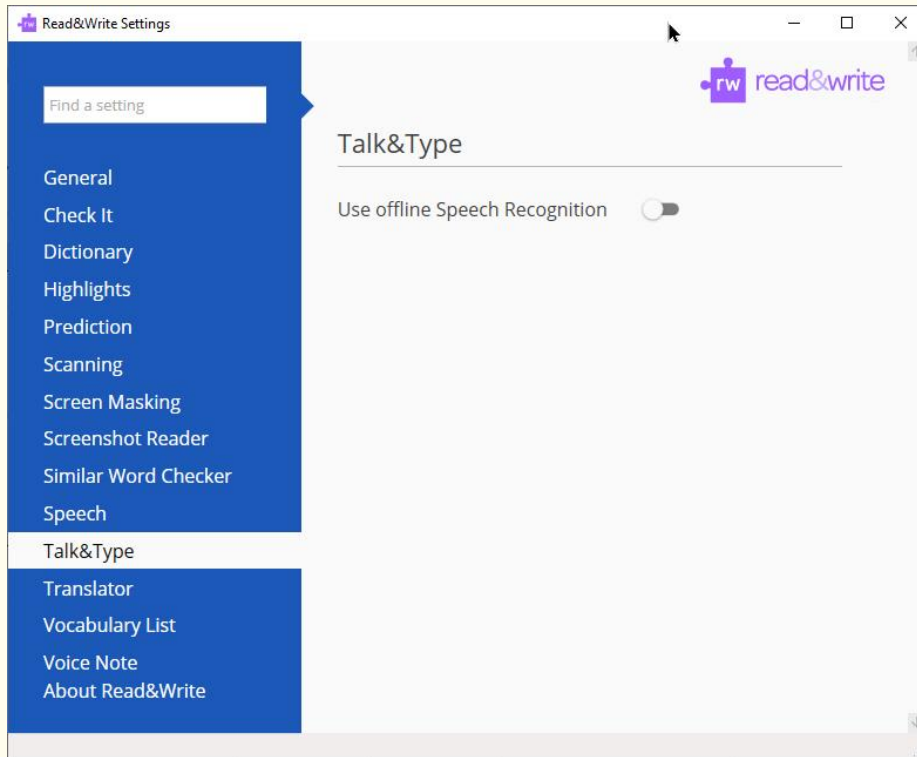 rw Read&Write Settings
rw read&write
Find a setting
Talk&Type
General
Use offline Speech Recognition
Check It
Dictionary
Highlights
Prediction
Scanning
Screen Masking
Screenshot Reader
Similar Word Checker
Speech
Talk&Type
Translator
Vocabulary List
Voice Note
About Read&Write